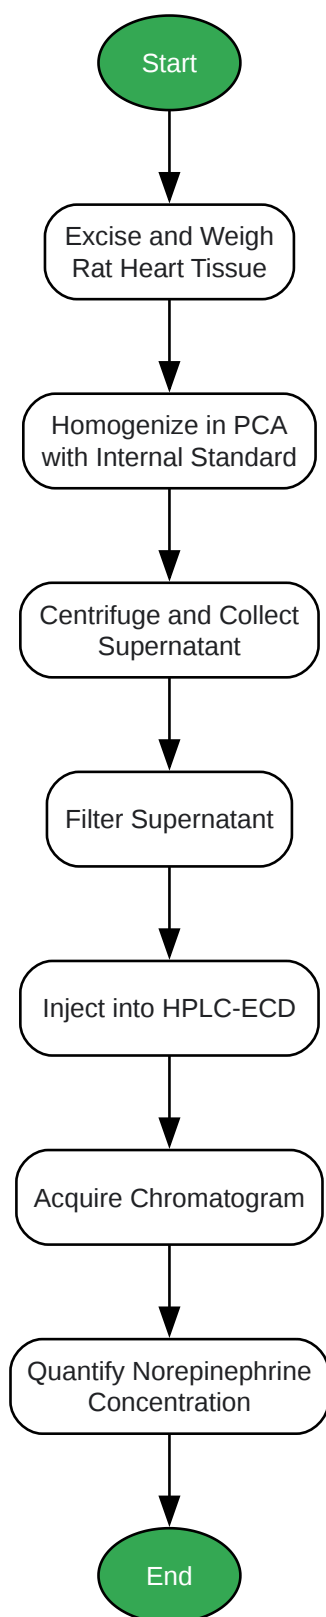 Start
Excise and Weigh
Rat Heart Tissue
Homogenize in PCA
with Internal Standard
Centrifuge and Collect
Supernatant
Filter Supernatant
Inject into HPLC-ECD
Acquire Chromatogram
Quantify Norepinephrine
Concentration
End